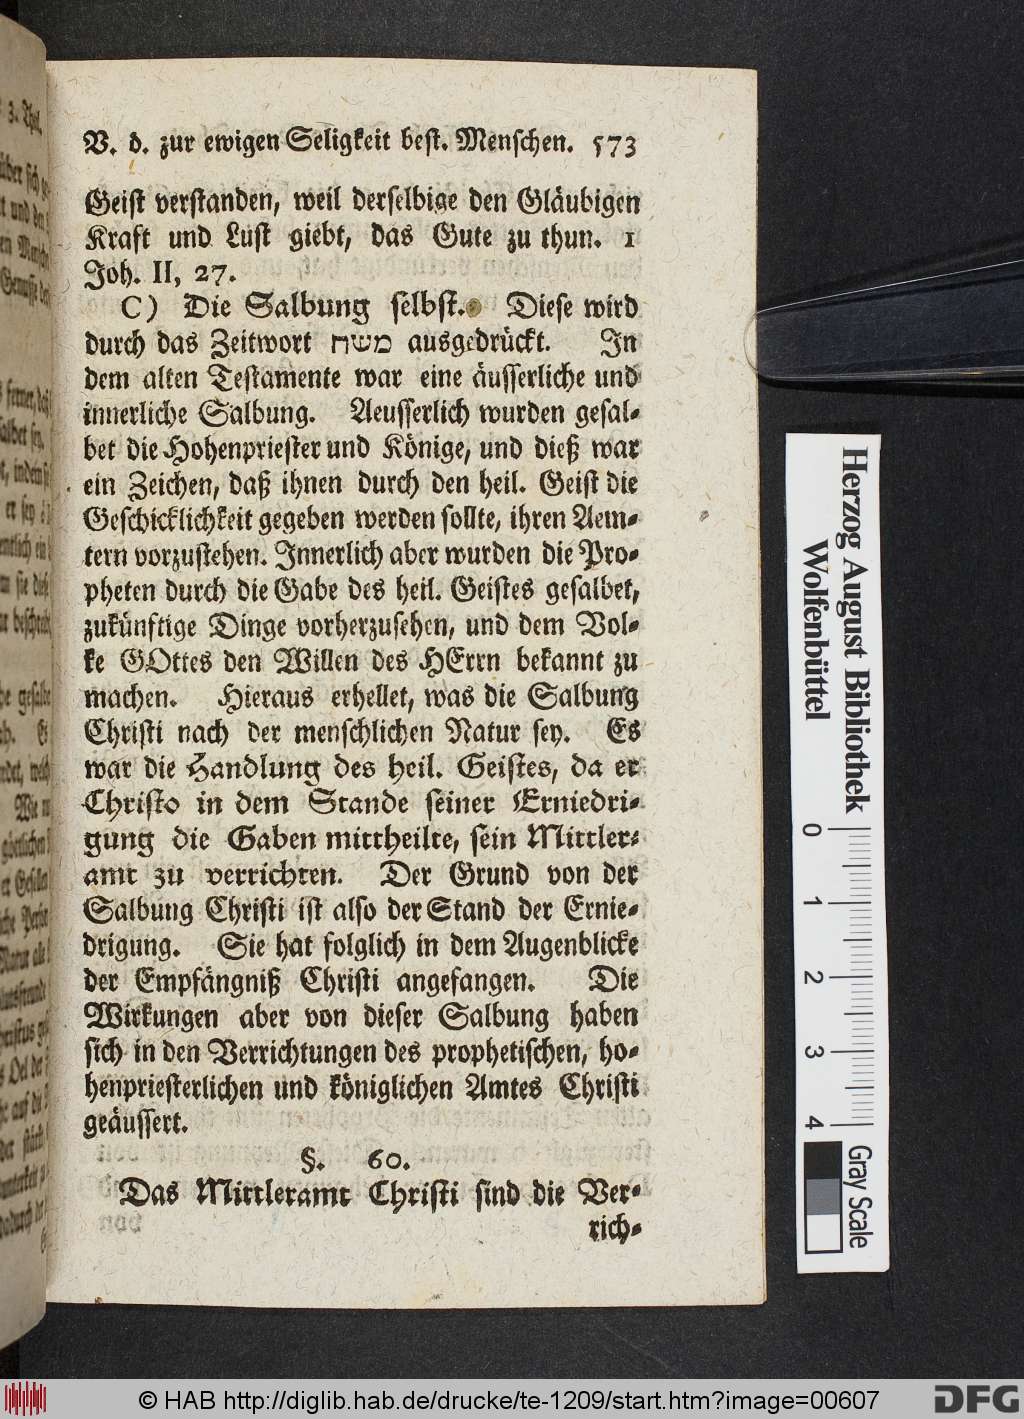 V. d. zur ewigen Seligkeit best. Menschen. 573
Geist verstanden, weil derselbige den Gläubigen
Kraft und Lust giebt, das Gute zu thun. 1
Joh. II, 27.
C) Die Salbung selbst. Diese wird
durch das Zeitwort משח ausgedrückt. In
dem alten Testamente war eine äusserliche und
innerliche Salbung. Aeusserlich wurden gesal-
bet die Hohenpriester und Könige, und dieß war
ein Zeichen, daß ihnen durch den heil. Geist die
Geschicklichkeit gegeben werden sollte, ihren Aem-
tern vorzustehen. Innerlich aber wurden die Pro-
pheten durch die Gabe des heil. Geistes gesalbet,
zukünftige Dinge vorherzusehen, und dem Vol-
ke GOttes den Willen des HErrn bekannt zu
machen. Hieraus erhellet, was die Salbung
Christi nach der menschlichen Natur sey. Es
war die Handlung des heil. Geistes, da er
Christo in dem Stande seiner Erniedri-
gung die Gaben mittheilte, sein Mittler-
amt zu verrichten. Der Grund von der
Salbung Christi ist also der Stand der Ernie-
drigung. Sie hat folglich in dem Augenblicke
der Empfängniß Christi angefangen. Die
Wirkungen aber von dieser Salbung haben
sich in den Verrichtungen des prophetischen, ho-
henpriesterlichen und königlichen Amtes Christi
geäussert.
§. 60.
Das Mittleramt Christi sind die Ver-
rich-
Herzog August Bibliothek
Wolfenbüttel
0 1 2 3 4
Gray Scale
© HAB http://diglib.hab.de/drucke/te-1209/start.htm?image=00607
DFG